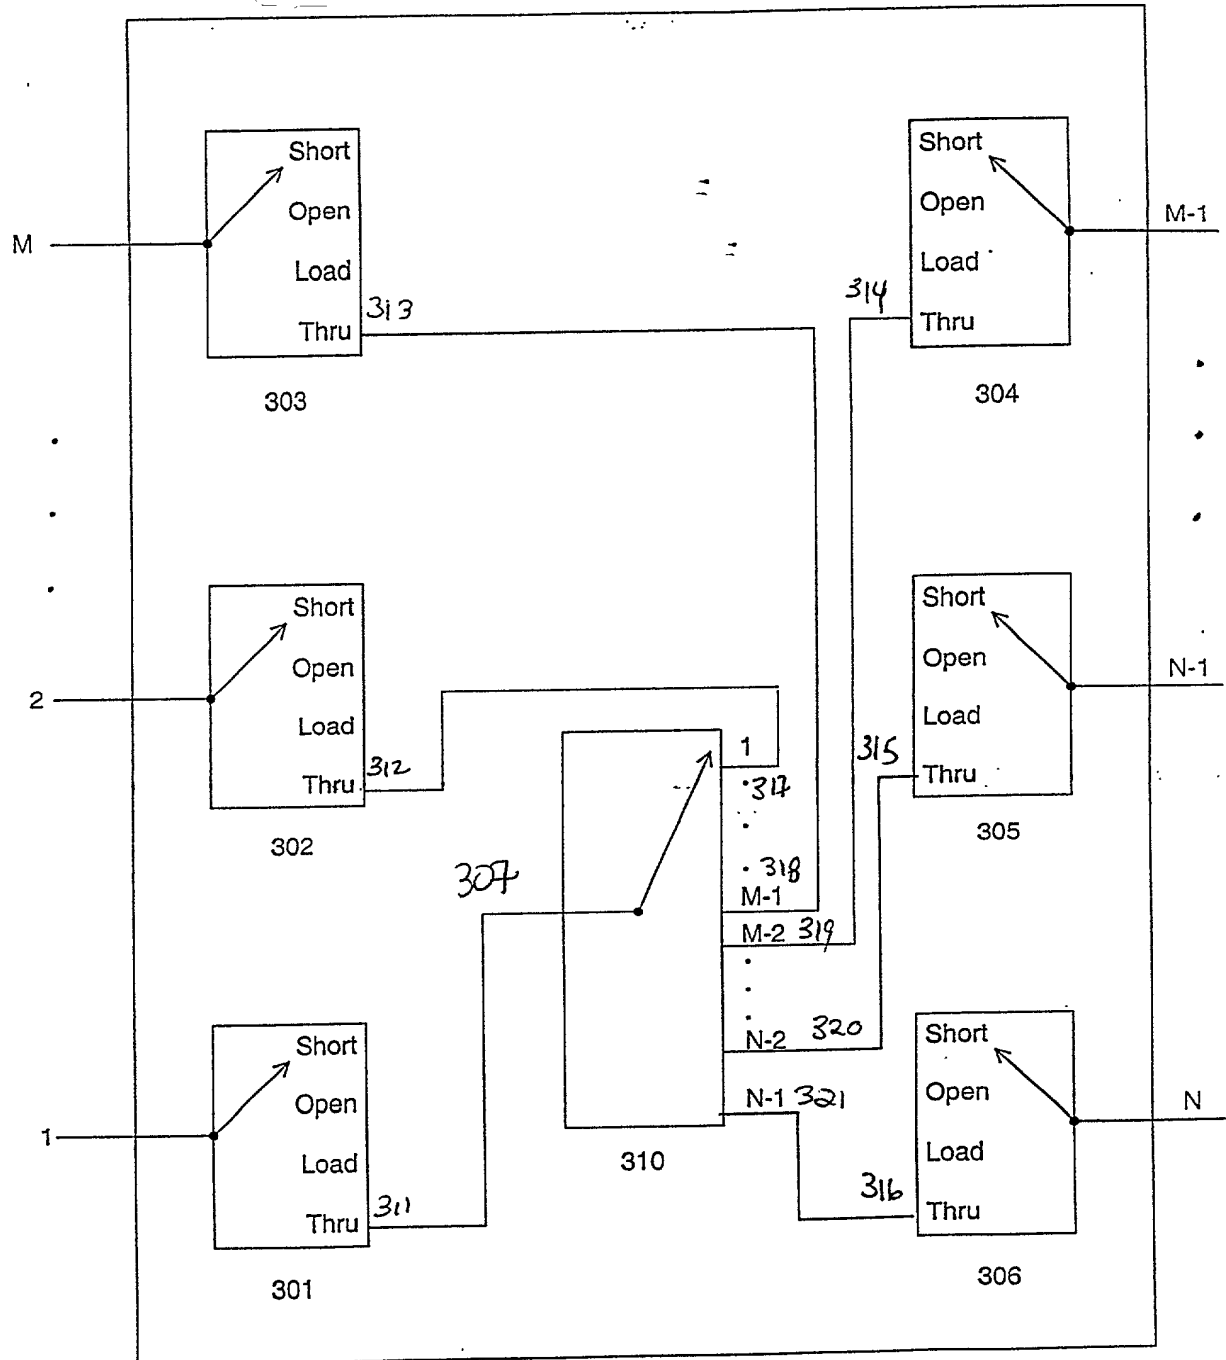 Short
Open
Load
Thru
M
313
303
Short
Open
Load
Thru
M-1
314
304
Short
Open
Load
Thru
2
312
302
Short
Open
Load
Thru
N-1
315
305
1
317
318
M-1
M-2 319
N-2 320
N-1 321
307
310
Short
Open
Load
Thru
1
311
301
Short
Open
Load
Thru
N
316
306